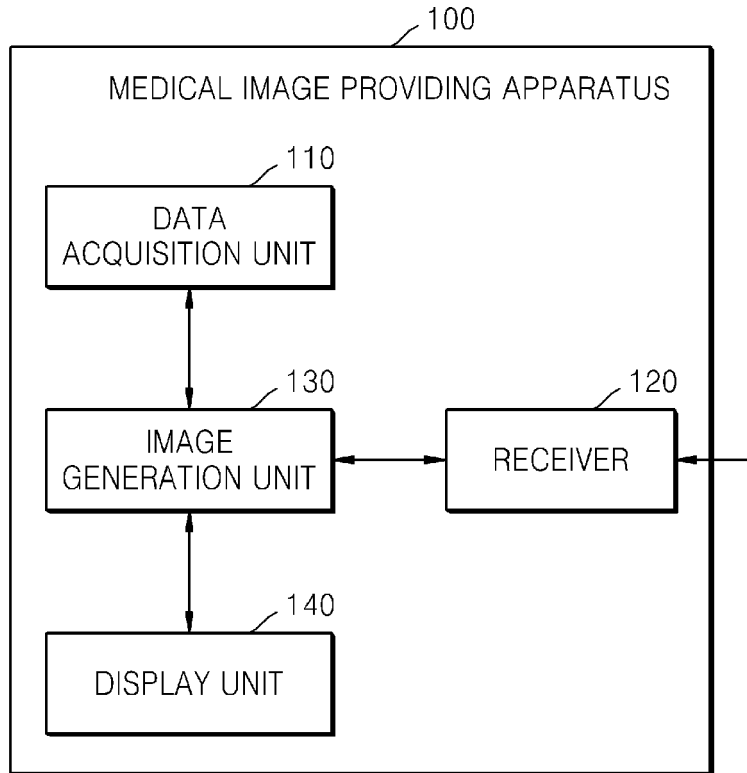 100
MEDICAL IMAGE PROVIDING APPARATUS
110
DATA
ACQUISITION UNIT
130
IMAGE
GENERATION UNIT
120
RECEIVER
140
DISPLAY UNIT